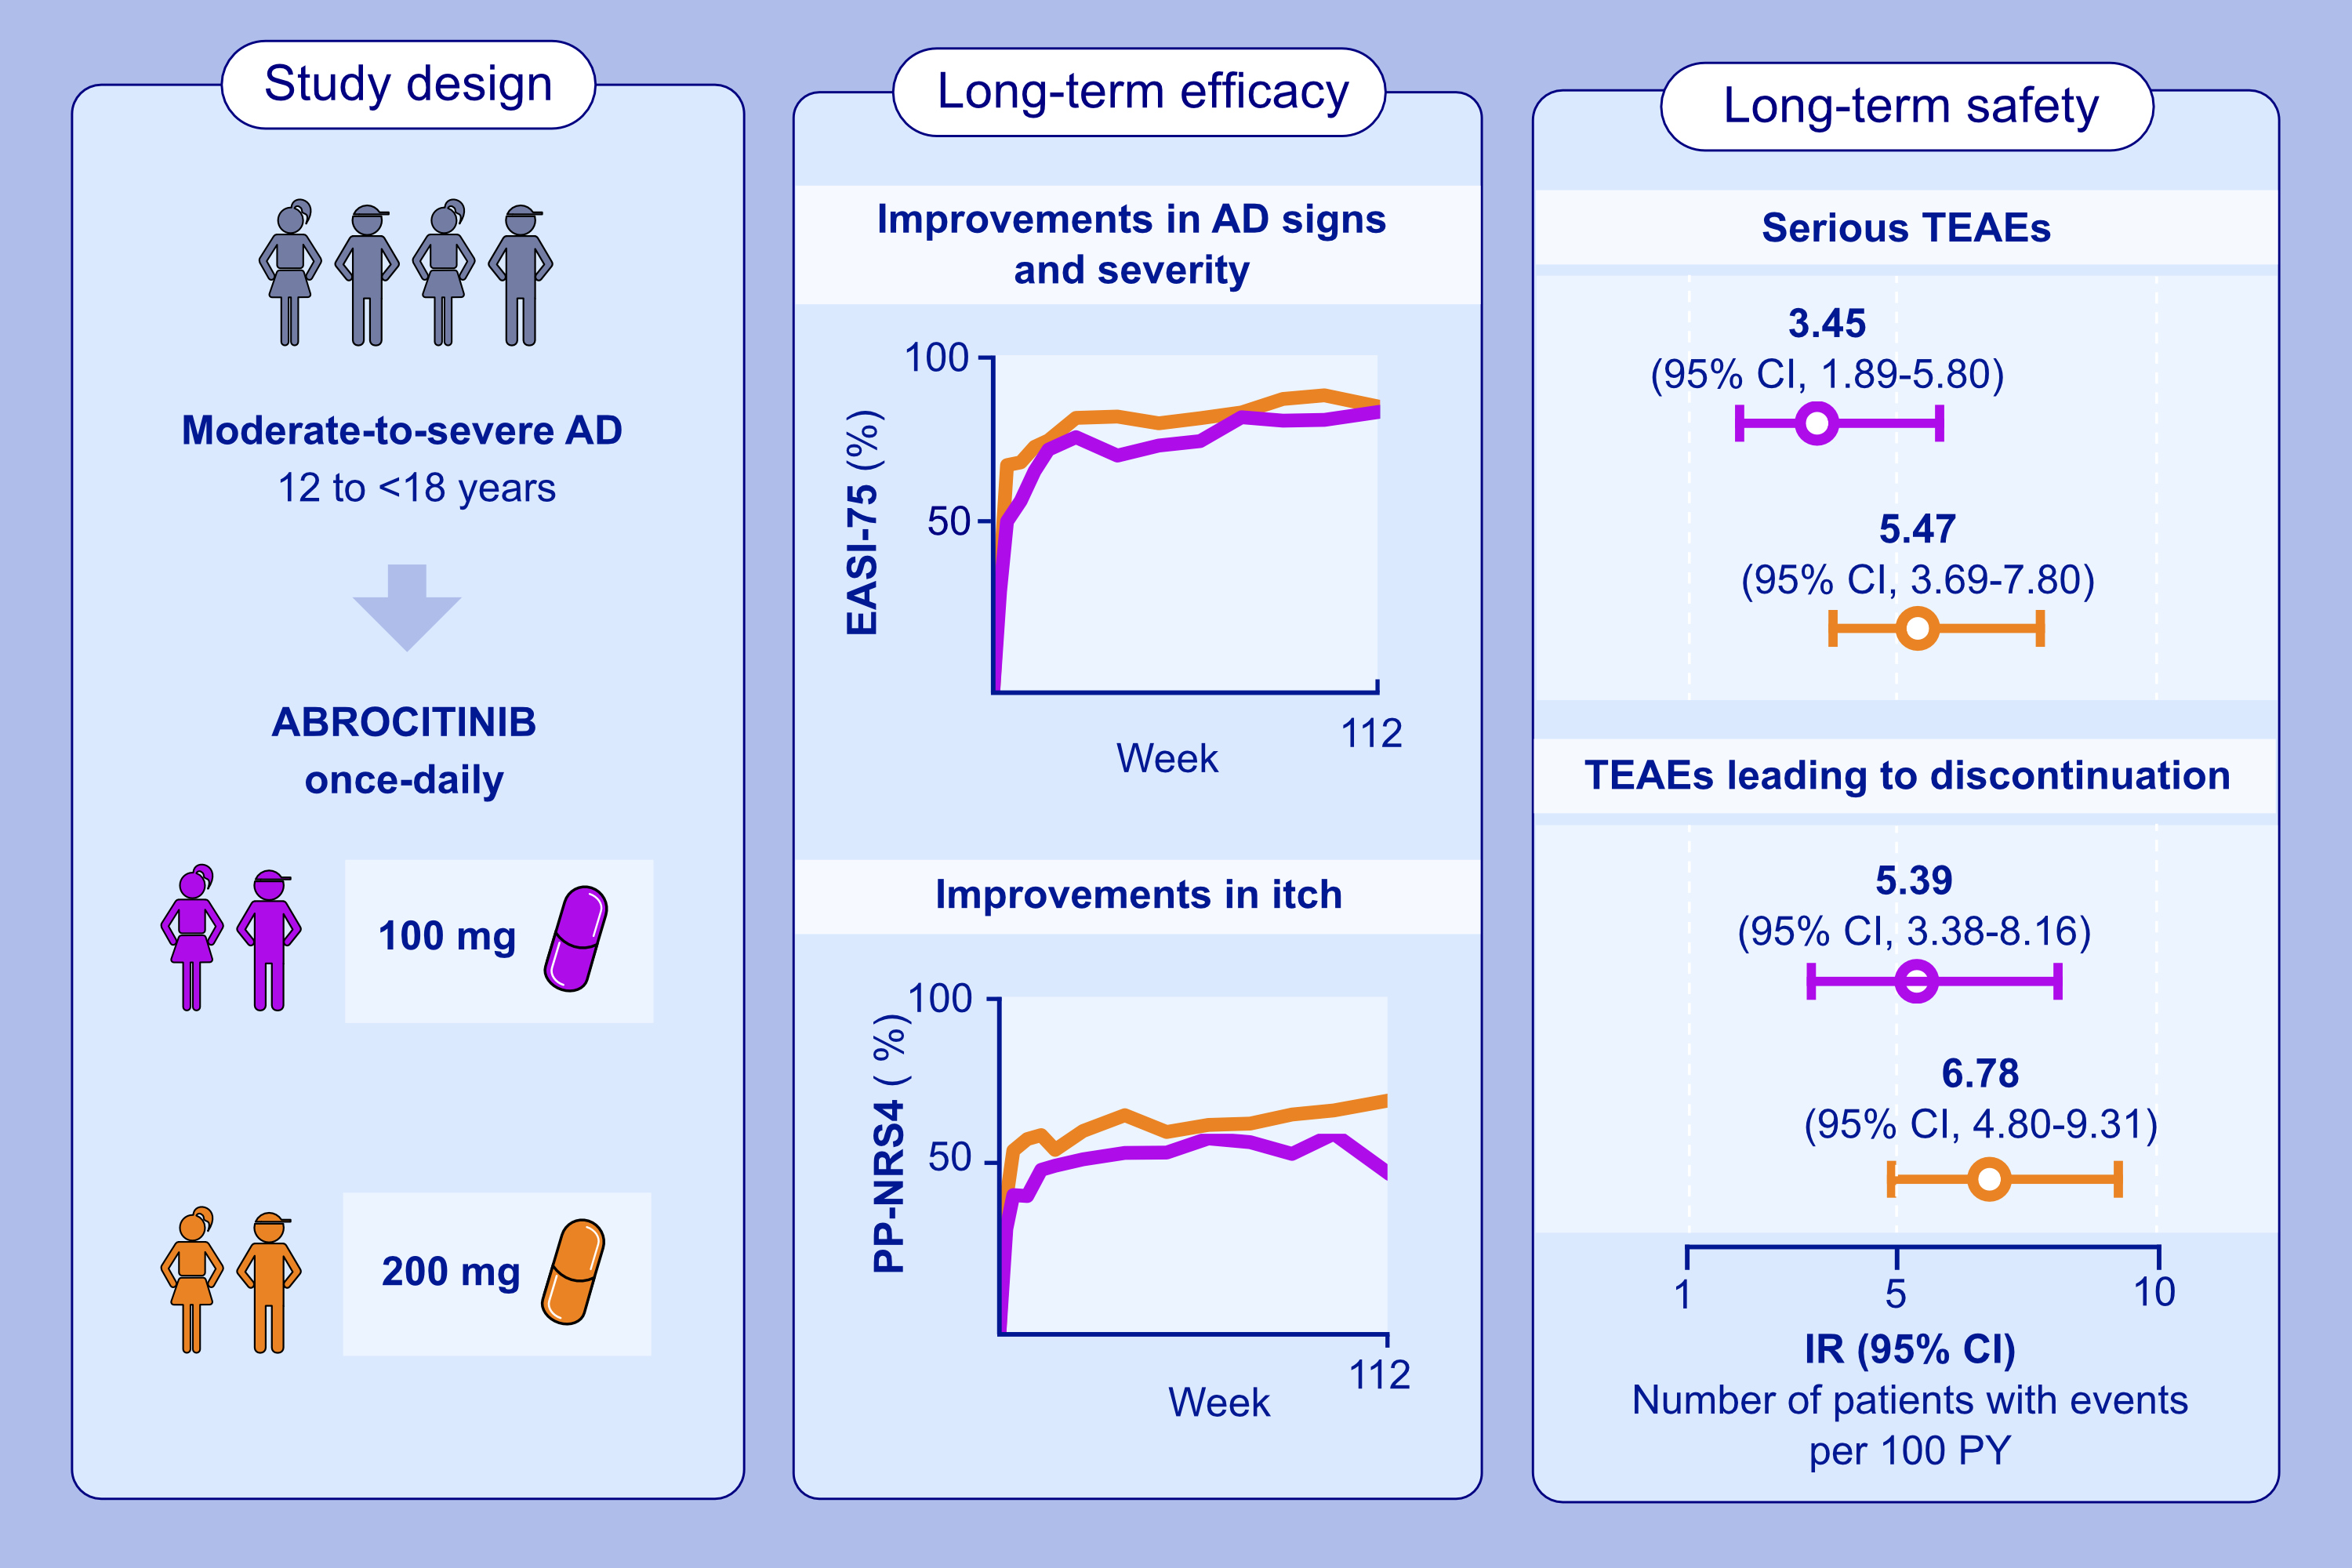 Study design
Moderate-to-severe AD
12 to <18 years
ABROCITINIB
once-daily
100 mg
200 mg
Long-term efficacy
Improvements in AD signs
and severity
EASI-75 (%)
100
50
112
Week
Improvements in itch
PP-NRS4 ( %)
100
50
112
Week
Long-term safety
Serious TEAEs
3.45
(95% CI, 1.89-5.80)
5.47
(95% CI, 3.69-7.80)
TEAEs leading to discontinuation
5.39
(95% CI, 3.38-8.16)
6.78
(95% CI, 4.80-9.31)
1 5 10
IR (95% CI)
Number of patients with events
per 100 PY